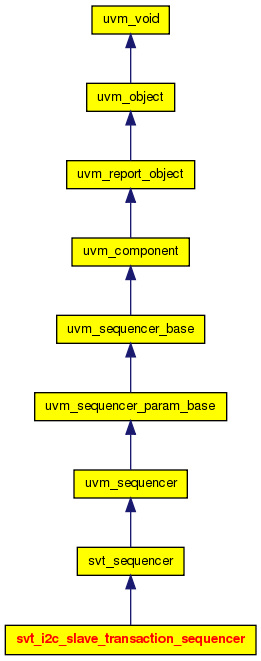 uvm_void
uvm_object
uvm_report_object
uvm_component
uvm_sequencer_base
uvm_sequencer_param_base
uvm_sequencer
svt_sequencer
svt_i2c_slave_transaction_sequencer